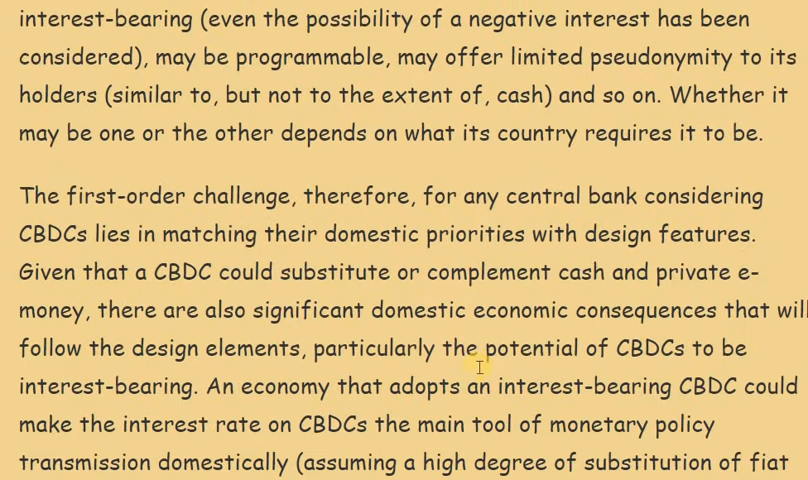 interest-bearing (even the possibility of a negative interest has been
considered), may be programmable, may offer limited pseudonymity to its
holders (similar to, but not to the extent of, cash) and so on. Whether it
may be one or the other depends on what its country requires it to be.
The first-order challenge, therefore, for any central bank considering
CBDCs lies in matching their domestic priorities with design features.
Given that a CBDC could substitute or complement cash and private e-
money, there are also significant domestic economic consequences that will
follow the design elements, particularly the potential of CBDCs to be
interest-bearing. An economy that adopts an interest-bearing CBDC could
make the interest rate on CBDCs the main tool of monetary policy
transmission domestically (assuming a high degree of substitution of fiat